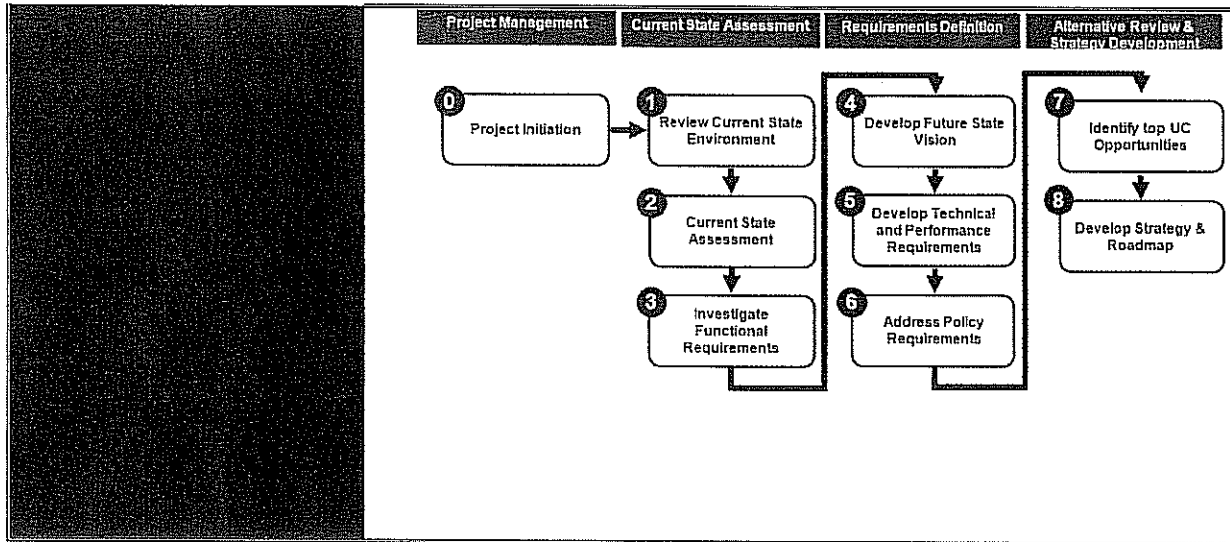 Project Management
Current State Assessment
Requirements Definition
Alternative Review &
Strategy Development
0
Project Initiation
1
Review Current State
Environment
2
Current State
Assessment
3
Investigate
Functional
Requirements
4
Develop Future State
Vision
5
Develop Technical
and Performance
Requirements
6
Address Policy
Requirements
7
Identify top UC
Opportunities
8
Develop Strategy &
Roadmap